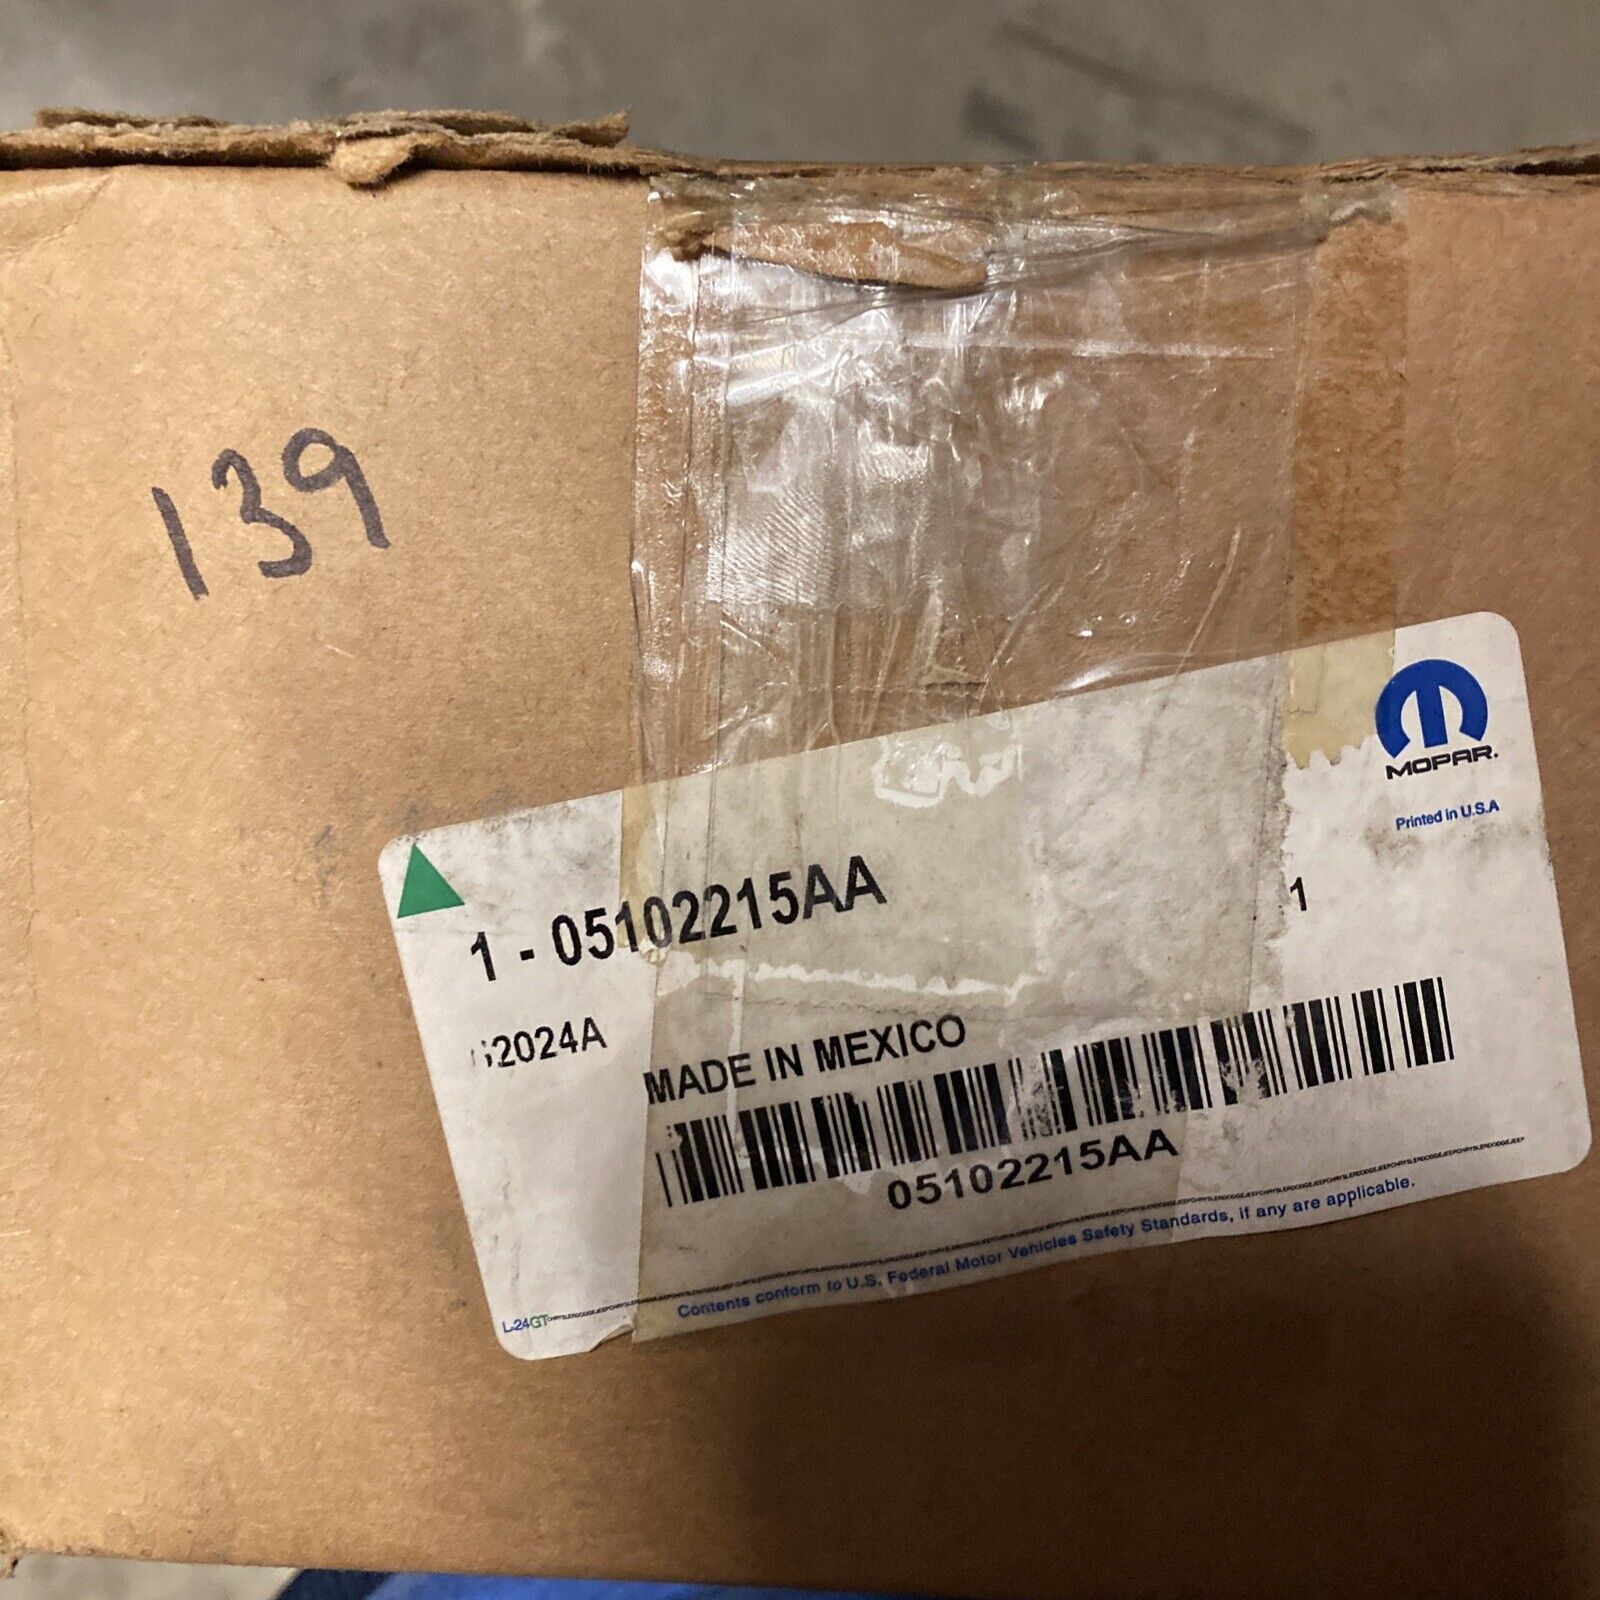 139
MOPAR.
Printed in U.S.A
1 - 05102215AA 1
2024A
MADE IN MEXICO
05102215AA
Contents conform to U.S. Federal Motor Vehicles Safety Standards, if any are applicable.
L-24GT